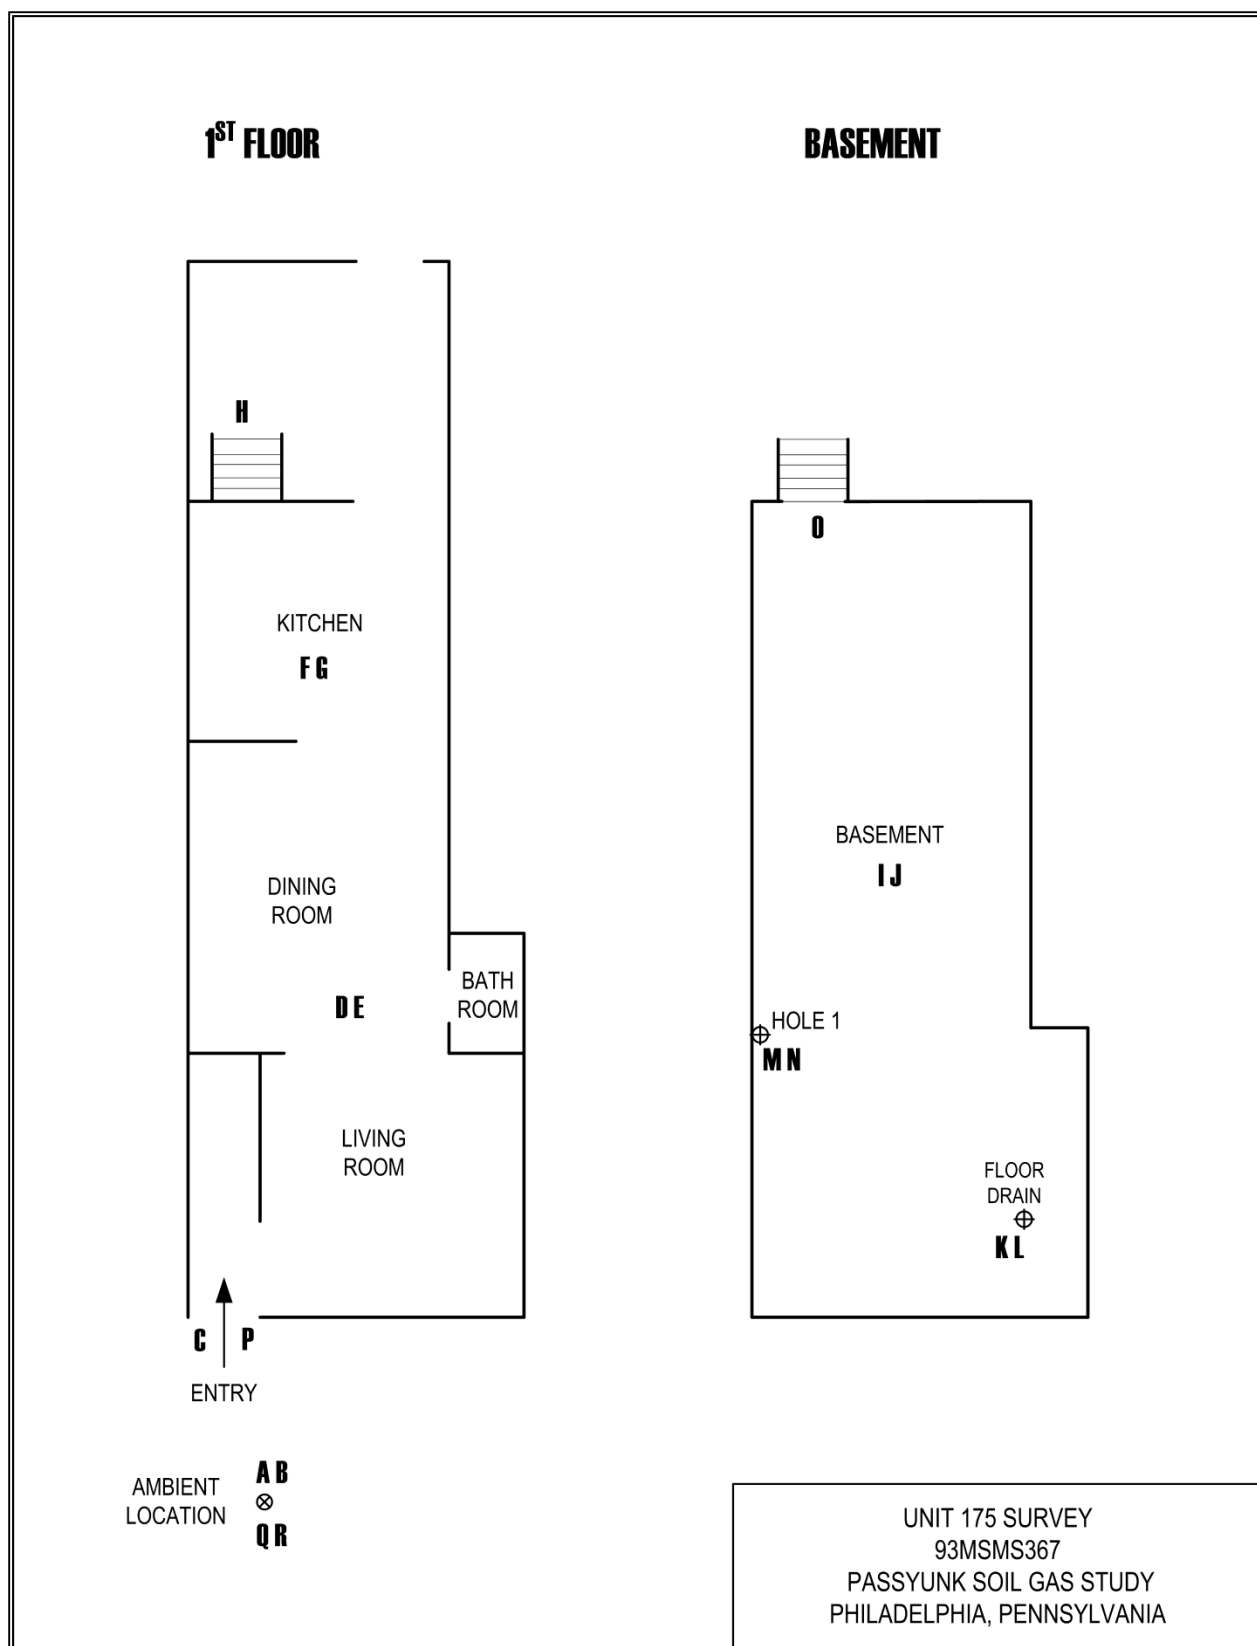 1ST FLOOR
BASEMENT
H
O
KITCHEN
F G
BASEMENT
I J
DINING
ROOM
BATH
ROOM
D E
HOLE 1
M N
LIVING
ROOM
FLOOR
DRAIN
K L
C P
ENTRY
AMBIENT
LOCATION
A B
Q R
UNIT 175 SURVEY
93MSMS367
PASSYUNK SOIL GAS STUDY
PHILADELPHIA, PENNSYLVANIA